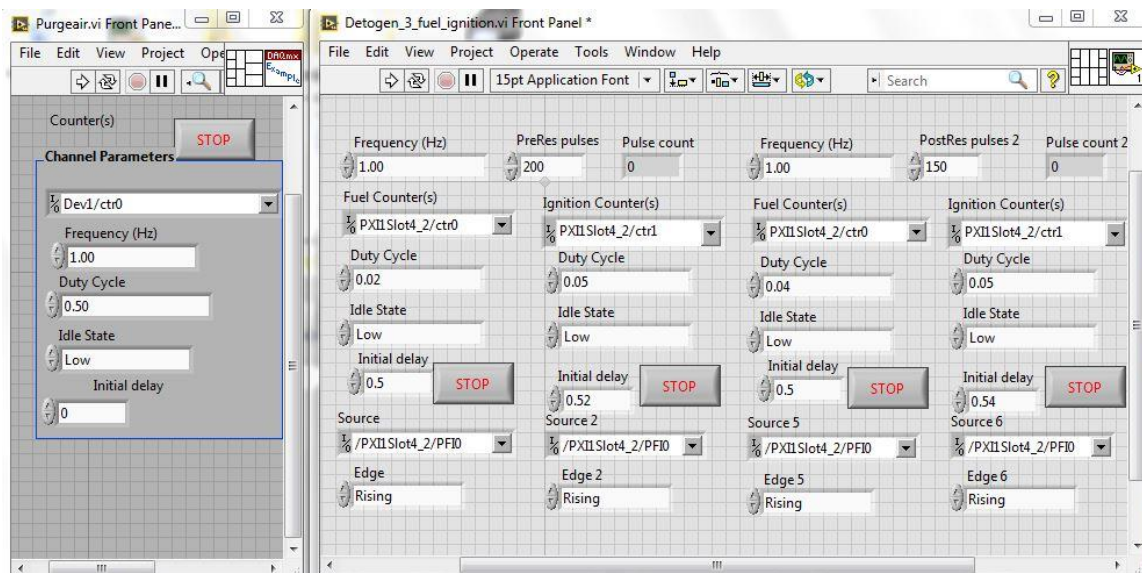 Purgeair.vi Front Pane...
File Edit View Project Ope
DAQmx
Example
Counter(s)
STOP
Channel Parameters
Dev1/ctr0
Frequency (Hz)
1.00
Duty Cycle
0.50
Idle State
Low
Initial delay
0
Detogen_3_fuel_ignition.vi Front Panel *
File Edit View Project Operate Tools Window Help
15pt Application Font Search ? 1
Frequency (Hz) PreRes pulses Pulse count Frequency (Hz) PostRes pulses 2 Pulse count 2
1.00 200 0 1.00 150 0
Fuel Counter(s) Ignition Counter(s) Fuel Counter(s) Ignition Counter(s)
PXI1Slot4_2/ctr0 PXI1Slot4_2/ctr1 PXI1Slot4_2/ctr0 PXI1Slot4_2/ctr1
Duty Cycle Duty Cycle Duty Cycle Duty Cycle
0.02 0.05 0.04 0.05
Idle State Idle State Idle State Idle State
Low Low Low Low
Initial delay Initial delay Initial delay Initial delay
0.5 STOP 0.52 STOP 0.5 STOP 0.54 STOP
Source Source 2 Source 5 Source 6
/PXI1Slot4_2/PFI0 /PXI1Slot4_2/PFI0 /PXI1Slot4_2/PFI0 /PXI1Slot4_2/PFI0
Edge Edge 2 Edge 5 Edge 6
Rising Rising Rising Rising